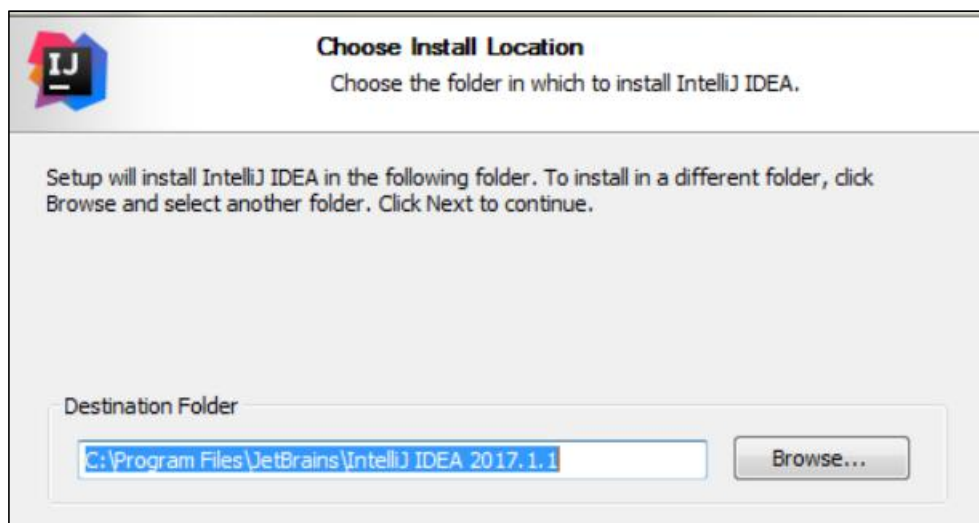 IJ
Choose Install Location
Choose the folder in which to install IntelliJ IDEA.
Setup will install IntelliJ IDEA in the following folder. To install in a different folder, click
Browse and select another folder. Click Next to continue.
Destination Folder
C:\Program Files\JetBrains\IntelliJ IDEA 2017.1.1
Browse...